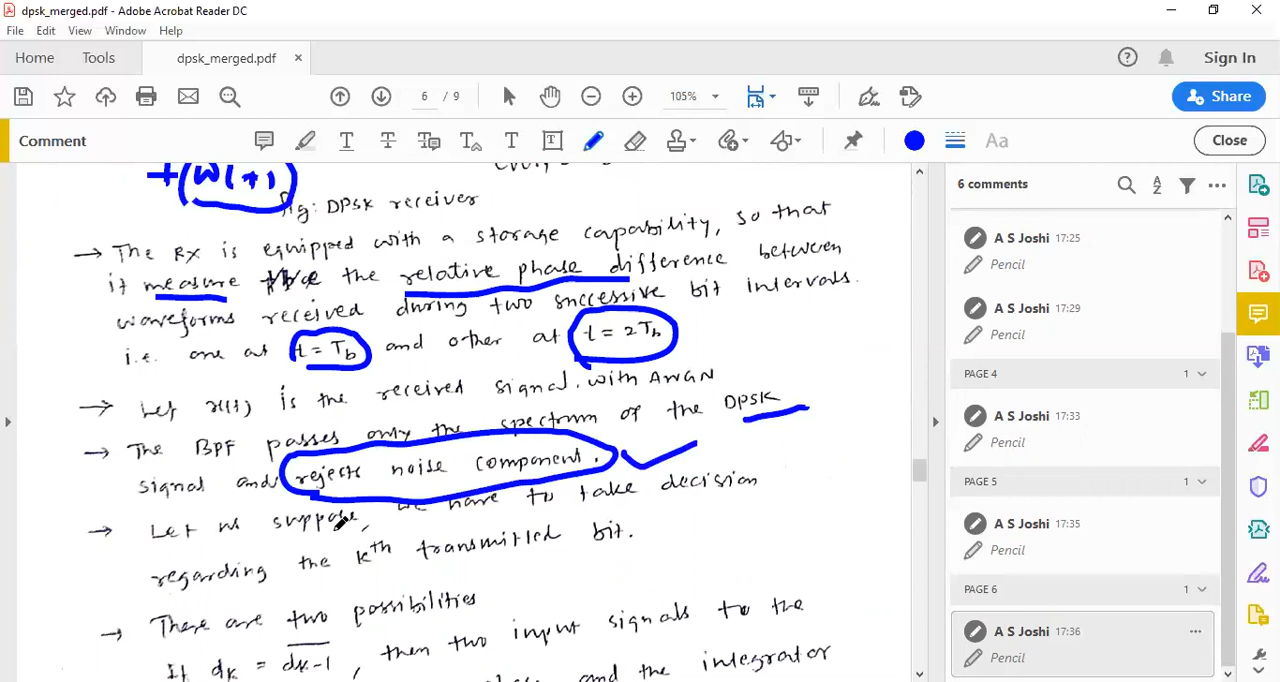 dpsk_merged.pdf - Adobe Acrobat Reader DC
File Edit View Window Help
Home Tools dpsk_merged.pdf × Sign In
6 / 9 105% Share
Comment Close
+ W(t)
fig: DPSK receiver
→ The RX is equipped with a storage capability, so that
it measure the relative phase difference between
waveforms received during two successive bit intervals.
i.e. one at t = Tb and other at t = 2Tb
→ Let x(t) is the received signal with AWGN
→ The BPF passes only the spectrum of the DPSK
signal and rejects noise component.
→ Let us suppose, we have to take decision
regarding the kth transmitted bit.
→ There are two possibilities
If dk = dk-1, then two input signals to the
and the integrator
6 comments
A S Joshi 17:25
Pencil
A S Joshi 17:29
Pencil
PAGE 4 1
A S Joshi 17:33
Pencil
PAGE 5 1
A S Joshi 17:35
Pencil
PAGE 6 1
A S Joshi 17:36
Pencil